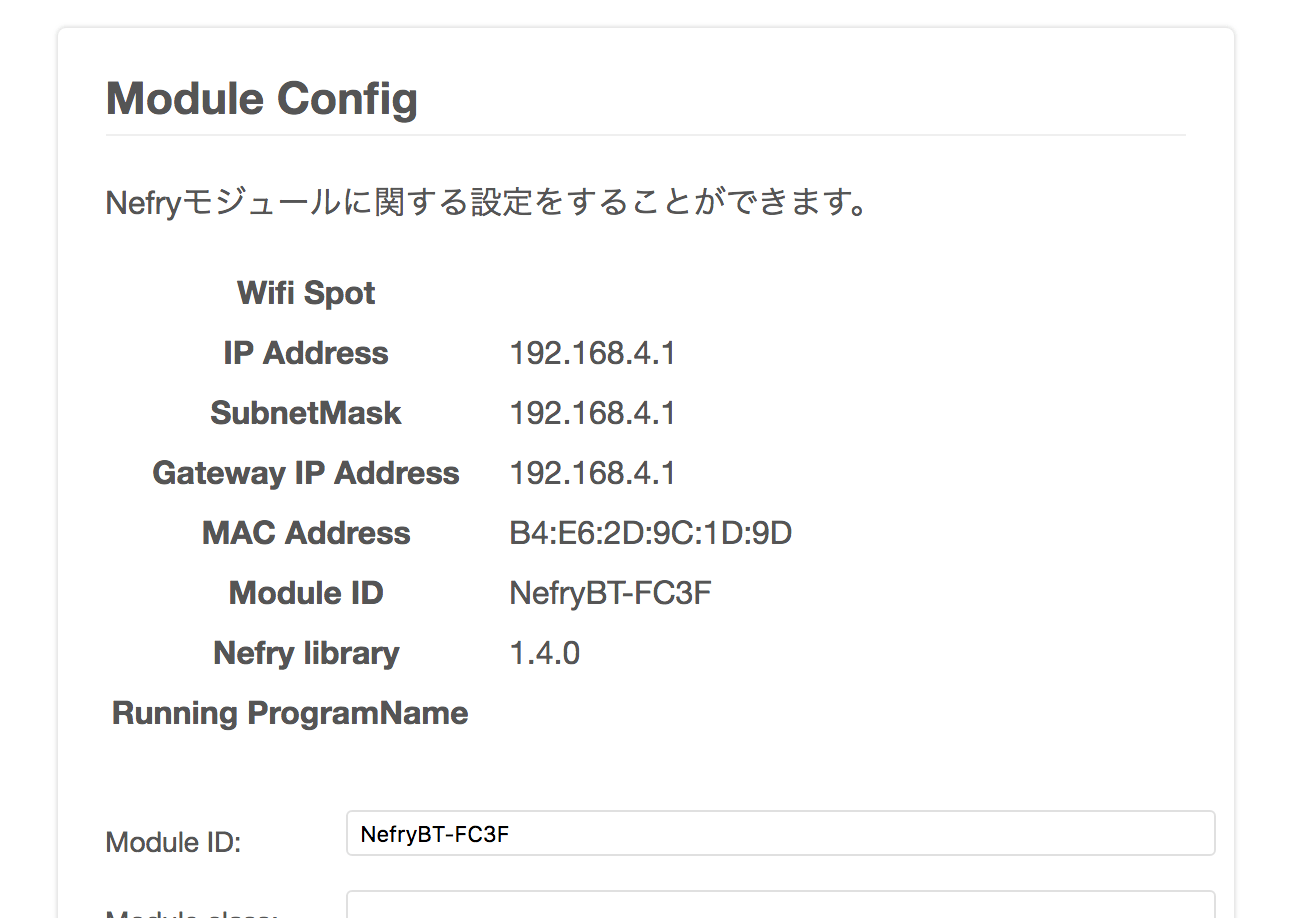 Module Config
Nefryモジュールに関する設定をすることができます。
Wifi Spot
IP Address 192.168.4.1
SubnetMask 192.168.4.1
Gateway IP Address 192.168.4.1
MAC Address B4:E6:2D:9C:1D:9D
Module ID NefryBT-FC3F
Nefry library 1.4.0
Running ProgramName
Module ID: NefryBT-FC3F
Module class: